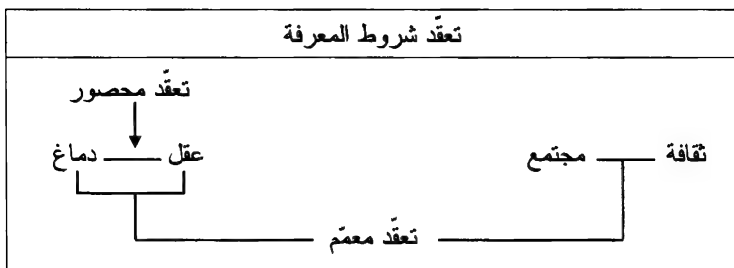 تعقّد شروط المعرفة
تعقّد محصور
ثقافة مجتمع عقل دماغ
تعقّد معمّم